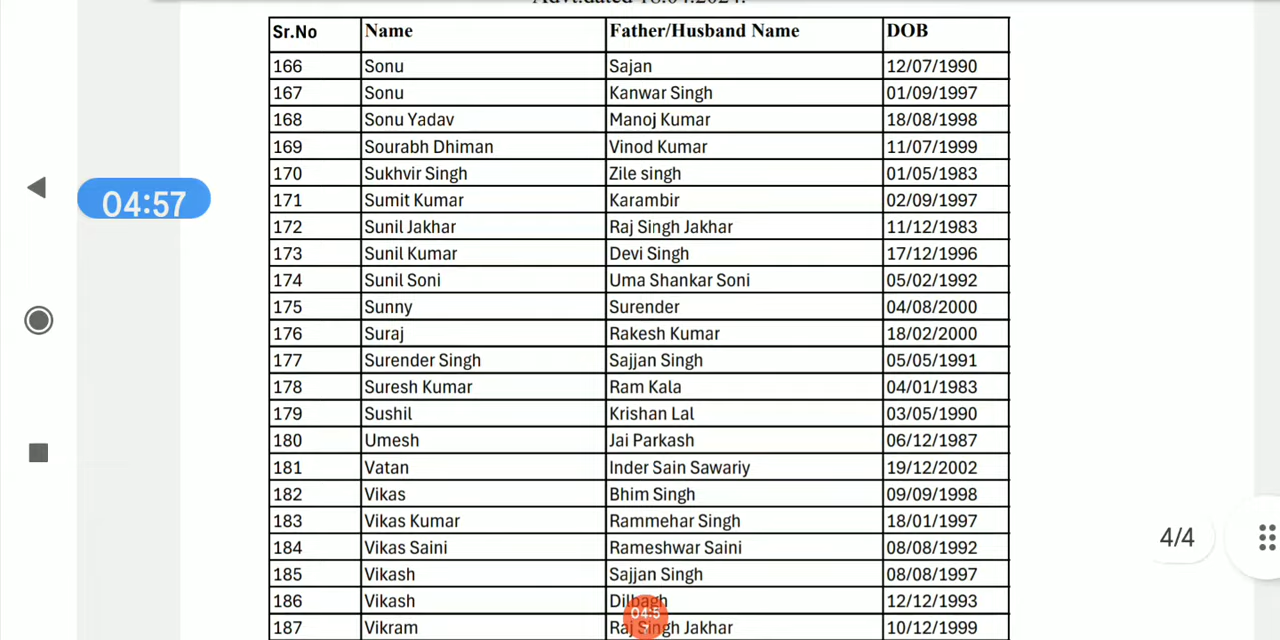 Advt.dated 18.04.2024.
Sr.No Name Father/Husband Name DOB
166 Sonu Sajan 12/07/1990
167 Sonu Kanwar Singh 01/09/1997
168 Sonu Yadav Manoj Kumar 18/08/1998
169 Sourabh Dhiman Vinod Kumar 11/07/1999
170 Sukhvir Singh Zile singh 01/05/1983
04:57
171 Sumit Kumar Karambir 02/09/1997
172 Sunil Jakhar Raj Singh Jakhar 11/12/1983
173 Sunil Kumar Devi Singh 17/12/1996
174 Sunil Soni Uma Shankar Soni 05/02/1992
175 Sunny Surender 04/08/2000
176 Suraj Rakesh Kumar 18/02/2000
177 Surender Singh Sajjan Singh 05/05/1991
178 Suresh Kumar Ram Kala 04/01/1983
179 Sushil Krishan Lal 03/05/1990
180 Umesh Jai Parkash 06/12/1987
181 Vatan Inder Sain Sawariy 19/12/2002
182 Vikas Bhim Singh 09/09/1998
183 Vikas Kumar Rammehar Singh 18/01/1997
4/4
184 Vikas Saini Rameshwar Saini 08/08/1992
185 Vikash Sajjan Singh 08/08/1997
186 Vikash Dilbagh 12/12/1993
187 Vikram Raj Singh Jakhar 10/12/1999